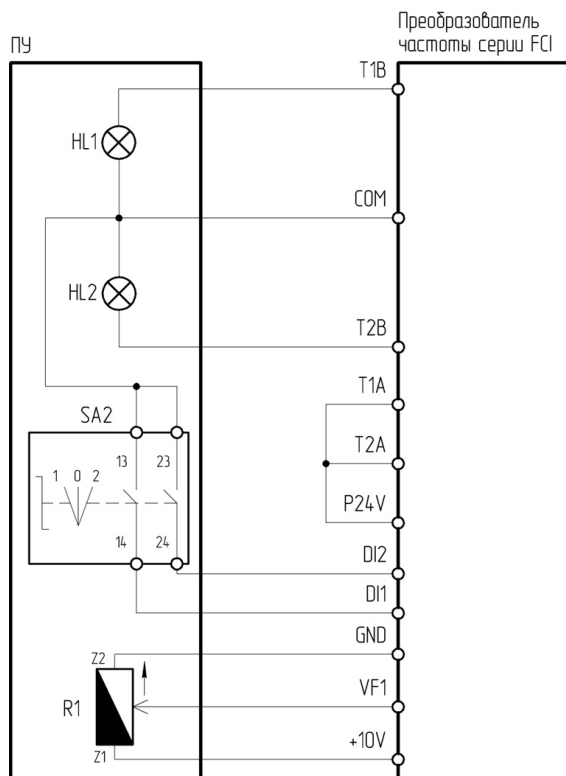 Преобразователь
частоты серии FCI
ПУ
T1B
HL1
COM
HL2
T2B
T1A
SA2
T2A
13 23
1 0 2
P24V
14 24
DI2
DI1
GND
Z2
VF1
R1
+10V
Z1